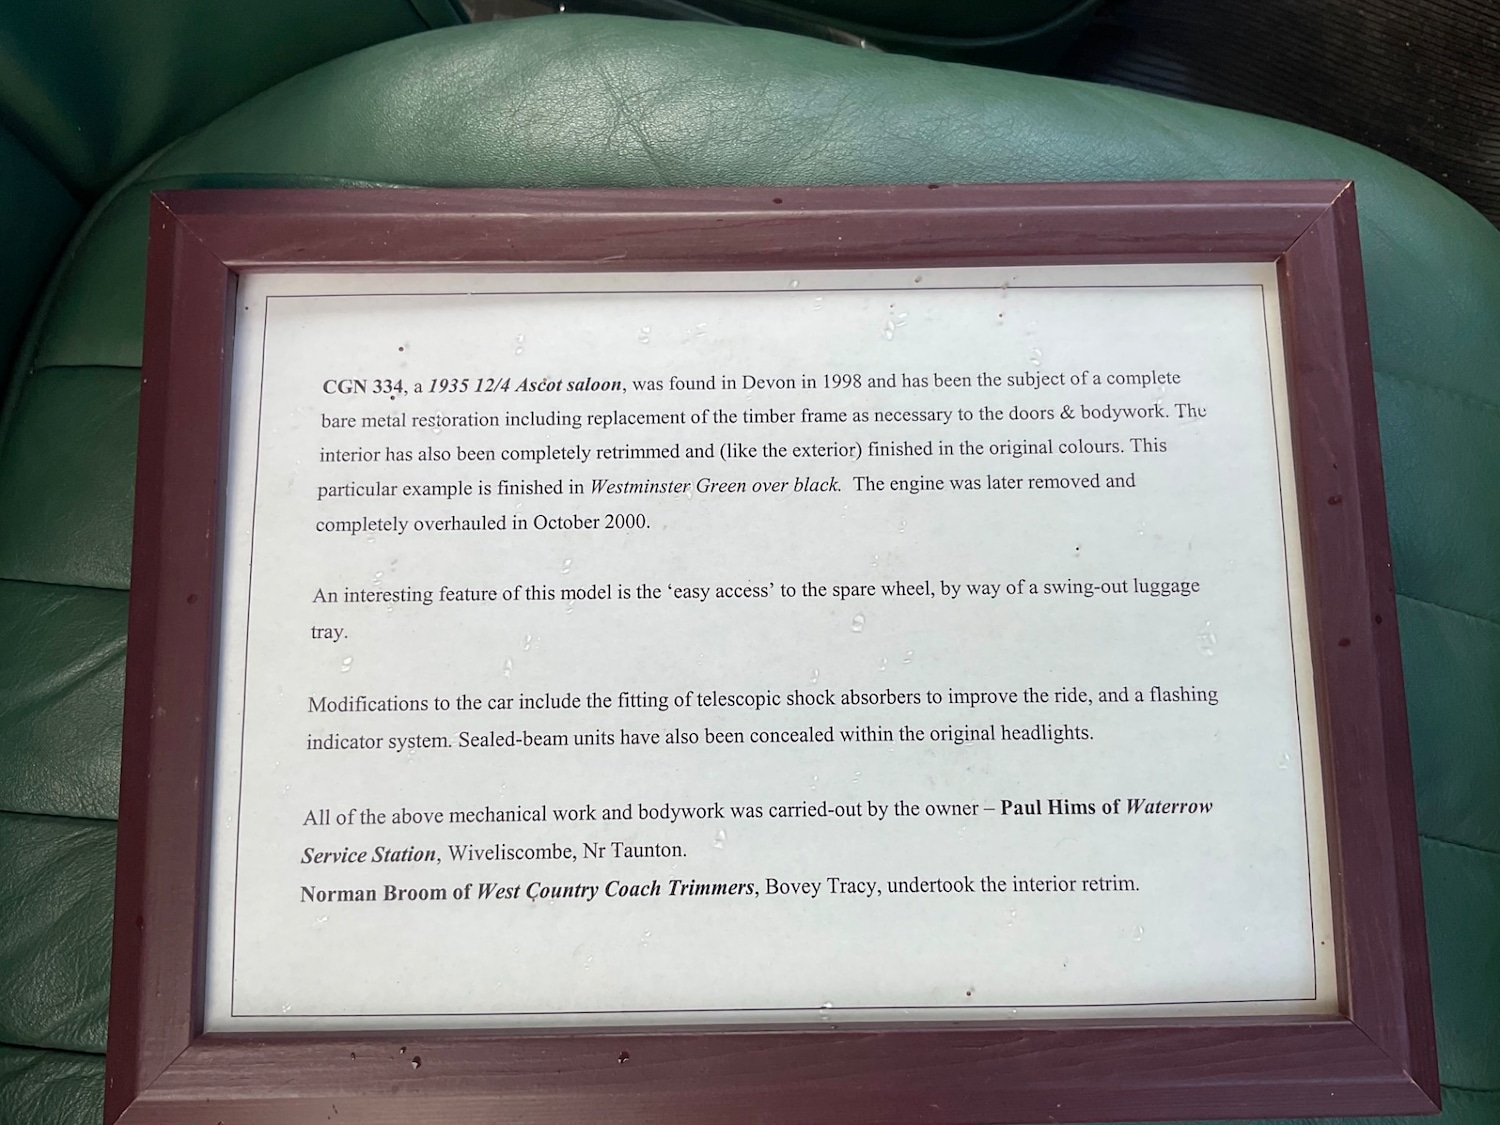 CGN 334, a 1935 12/4 Ascot saloon, was found in Devon in 1998 and has been the subject of a complete
bare metal restoration including replacement of the timber frame as necessary to the doors & bodywork. The
interior has also been completely retrimmed and (like the exterior) finished in the original colours. This
particular example is finished in Westminster Green over black. The engine was later removed and
completely overhauled in October 2000.
An interesting feature of this model is the ‘easy access’ to the spare wheel, by way of a swing-out luggage
tray.
Modifications to the car include the fitting of telescopic shock absorbers to improve the ride, and a flashing
indicator system. Sealed-beam units have also been concealed within the original headlights.
All of the above mechanical work and bodywork was carried-out by the owner – Paul Hims of Waterrow
Service Station, Wiveliscombe, Nr Taunton.
Norman Broom of West Country Coach Trimmers, Bovey Tracy, undertook the interior retrim.